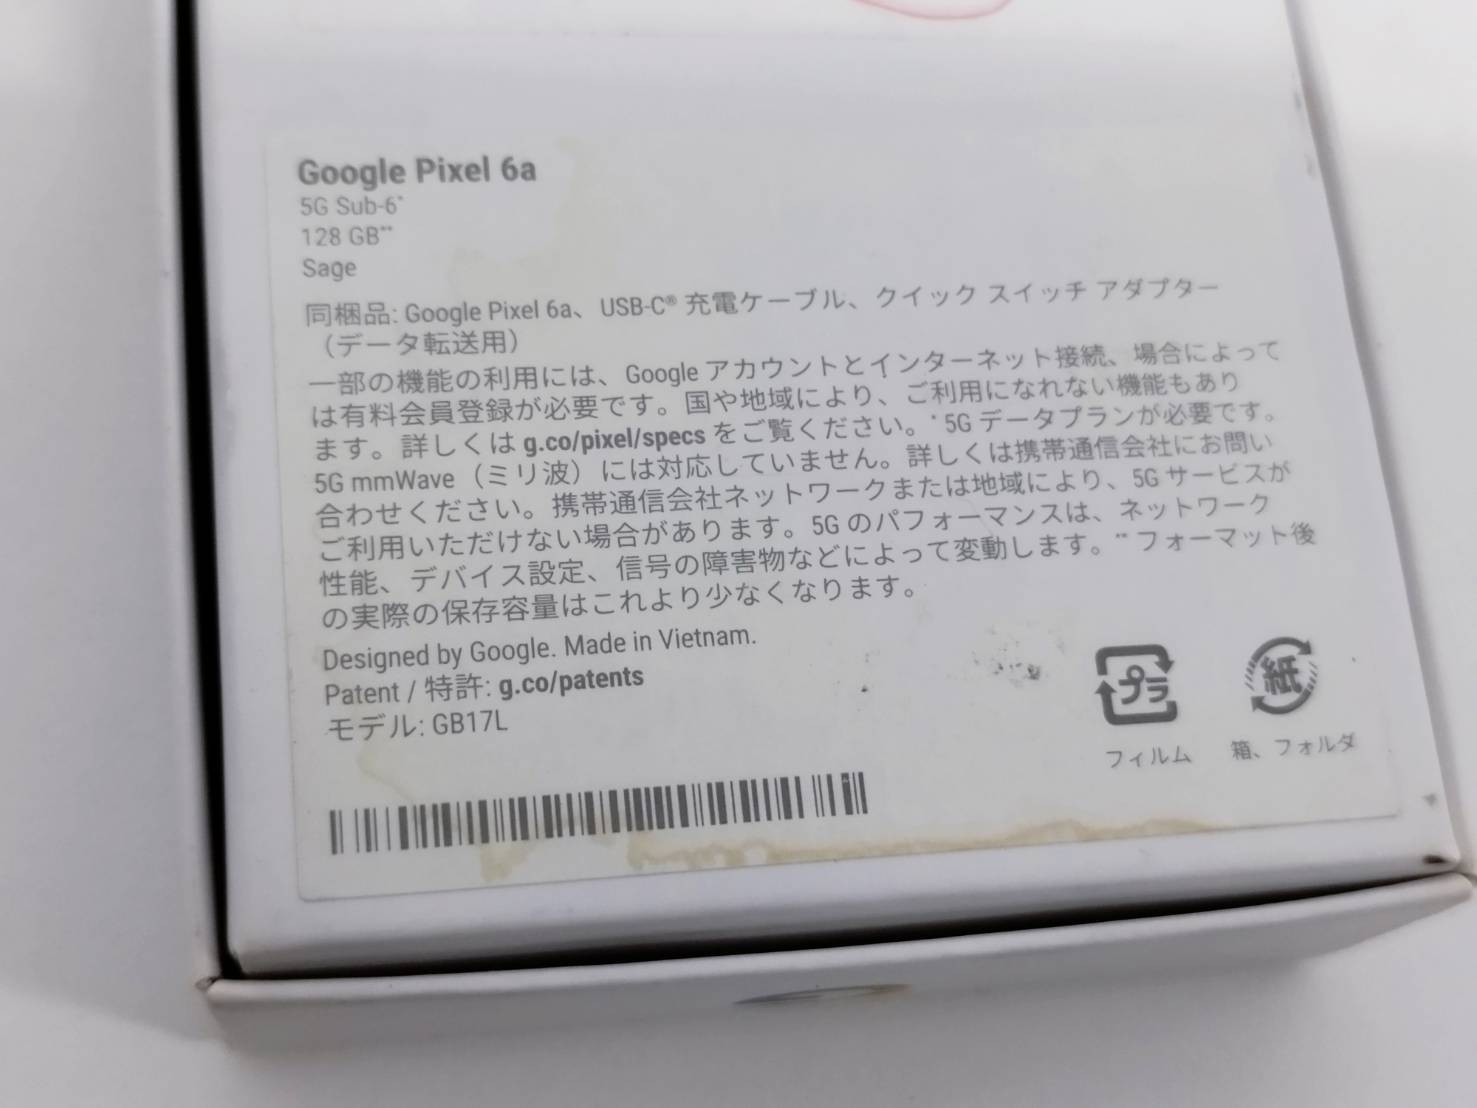 Google Pixel 6a
5G Sub-6*
128 GB**
Sage
同梱品: Google Pixel 6a、USB-C® 充電ケーブル、クイック スイッチ アダプター
（データ転送用）
一部の機能の利用には、Google アカウントとインターネット接続、場合によって
は有料会員登録が必要です。国や地域により、ご利用になれない機能もあり
ます。詳しくは g.co/pixel/specs をご覧ください。*5G データプランが必要です。
5G mmWave（ミリ波）には対応していません。詳しくは携帯通信会社にお問い
合わせください。携帯通信会社ネットワークまたは地域により、5G サービスが
ご利用いただけない場合があります。5G のパフォーマンスは、ネットワーク
性能、デバイス設定、信号の障害物などによって変動します。**フォーマット後
の実際の保存容量はこれより少なくなります。
Designed by Google. Made in Vietnam.
Patent / 特許: g.co/patents
モデル: GB17L
プラ
紙
フィルム
箱、フォルダ